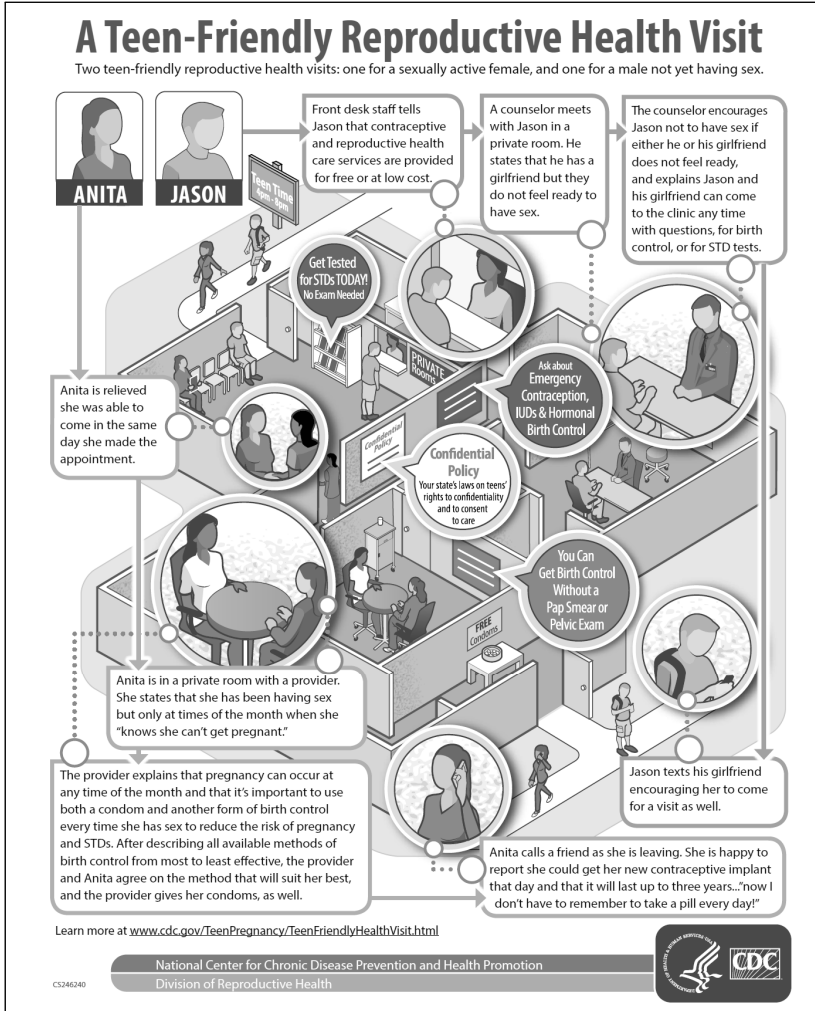 A Teen-Friendly Reproductive Health Visit
Two teen-friendly reproductive health visits: one for a sexually active female, and one for a male not yet having sex.
ANITA
JASON
Front desk staff tells
Jason that contraceptive
and reproductive health
care services are provided
for free or at low cost.
A counselor meets
with Jason in a
private room. He
states that he has a
girlfriend but they
do not feel ready to
have sex.
The counselor encourages
Jason not to have sex if
either he or his girlfriend
does not feel ready,
and explains Jason and
his girlfriend can come
to the clinic any time
with questions, for birth
control, or for STD tests.
Teen Time
4pm - 8pm
Get Tested
for STDs TODAY!
No Exam Needed
PRIVATE
Rooms
Ask about
Emergency
Contraception,
IUDs & Hormonal
Birth Control
Anita is relieved
she was able to
come in the same
day she made the
appointment.
Confidential
Policy
Confidential
Policy
Your state's laws on teens'
rights to confidentiality
and to consent
to care
You Can
Get Birth Control
Without a
Pap Smear or
Pelvic Exam
FREE
Condoms
Anita is in a private room with a provider.
She states that she has been having sex
but only at times of the month when she
"knows she can't get pregnant."
The provider explains that pregnancy can occur at
any time of the month and that it's important to use
both a condom and another form of birth control
every time she has sex to reduce the risk of pregnancy
and STDs. After describing all available methods of
birth control from most to least effective, the provider
and Anita agree on the method that will suit her best,
and the provider gives her condoms, as well.
Jason texts his girlfriend
encouraging her to come
for a visit as well.
Anita calls a friend as she is leaving. She is happy to
report she could get her new contraceptive implant
that day and that it will last up to three years..."now I
don't have to remember to take a pill every day!"
Learn more at www.cdc.gov/TeenPregnancy/TeenFriendlyHealthVisit.html
National Center for Chronic Disease Prevention and Health Promotion
Division of Reproductive Health
CS246240
DEPARTMENT OF HEALTH & HUMAN SERVICES-USA
CDC